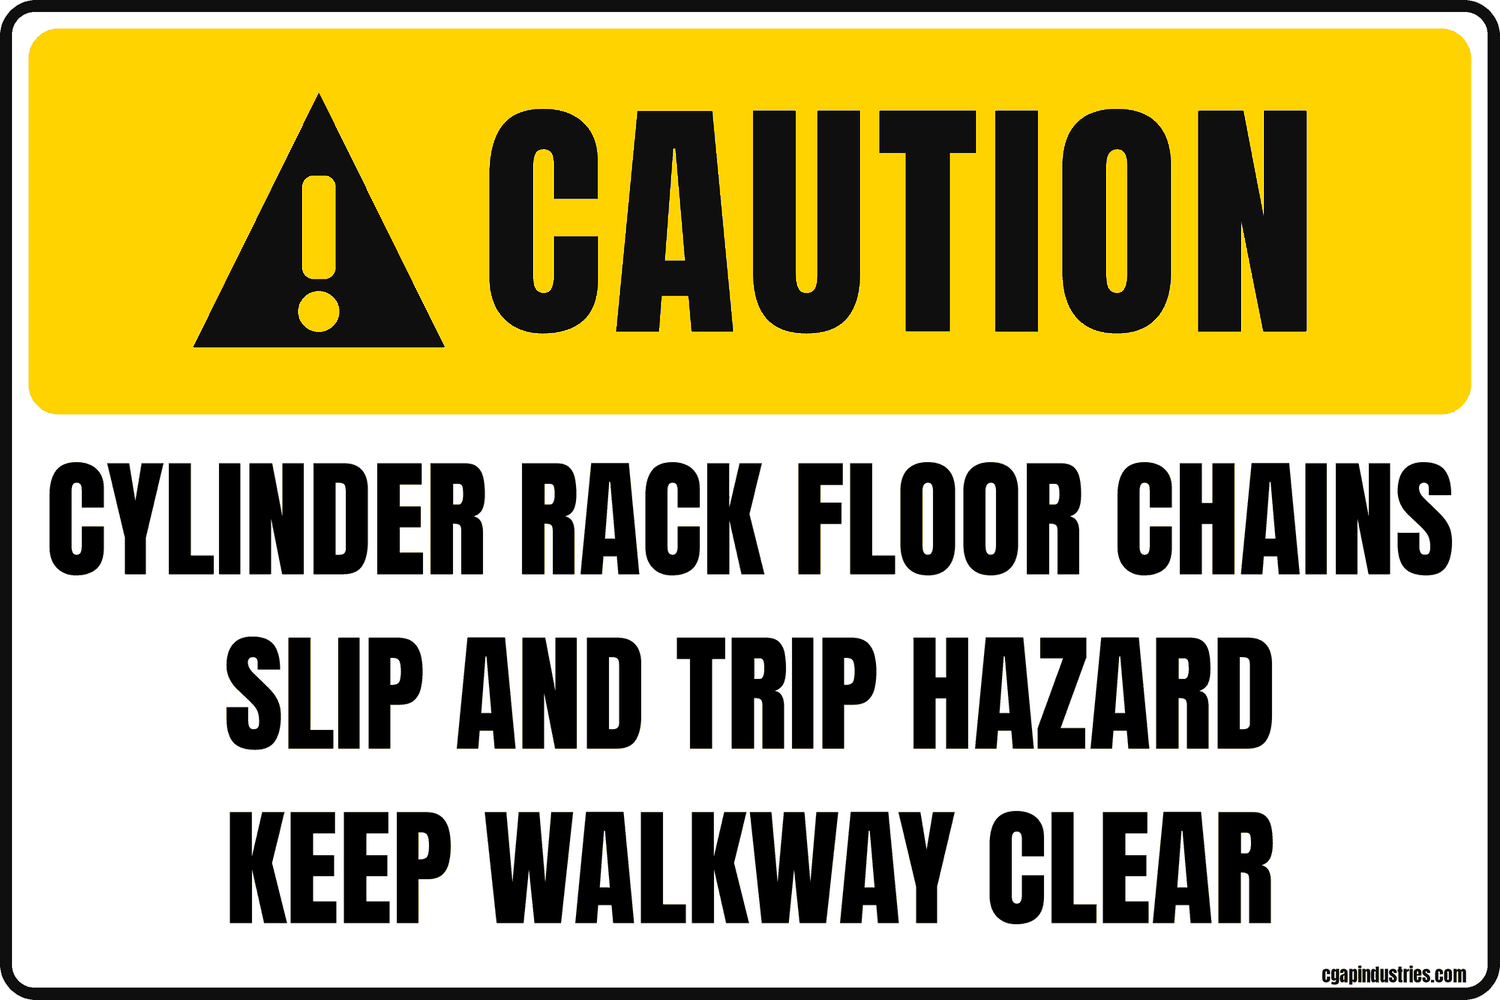 CAUTION
CYLINDER RACK FLOOR CHAINS
SLIP AND TRIP HAZARD
KEEP WALKWAY CLEAR
cgapindustries.com